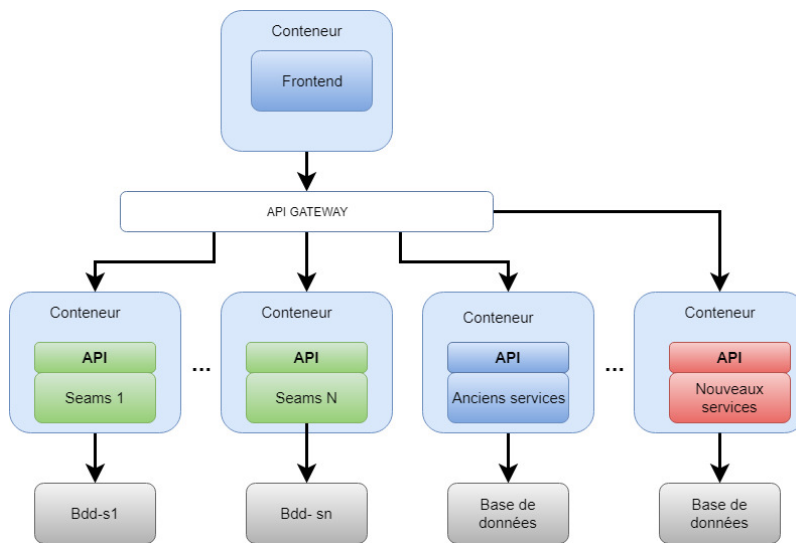 Conteneur
Frontend
API GATEWAY
Conteneur
API
Seams 1
...
Conteneur
API
Seams N
Conteneur
API
Anciens services
...
Conteneur
API
Nouveaux
services
Bdd-s1
Bdd- sn
Base de
données
Base de
données